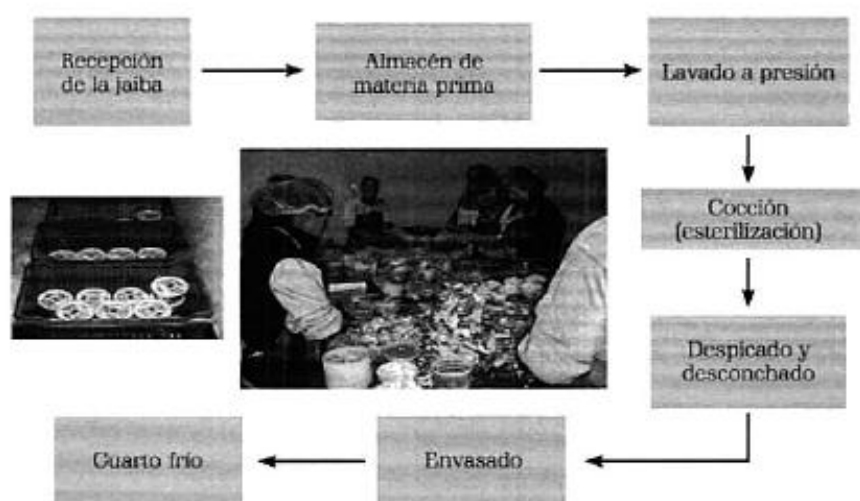 Recepción
de la jaiba
Almacén de
materia prima
Lavado a presión
Cocción
(esterilización)
Despicado y
desconchado
Envasado
Cuarto frío